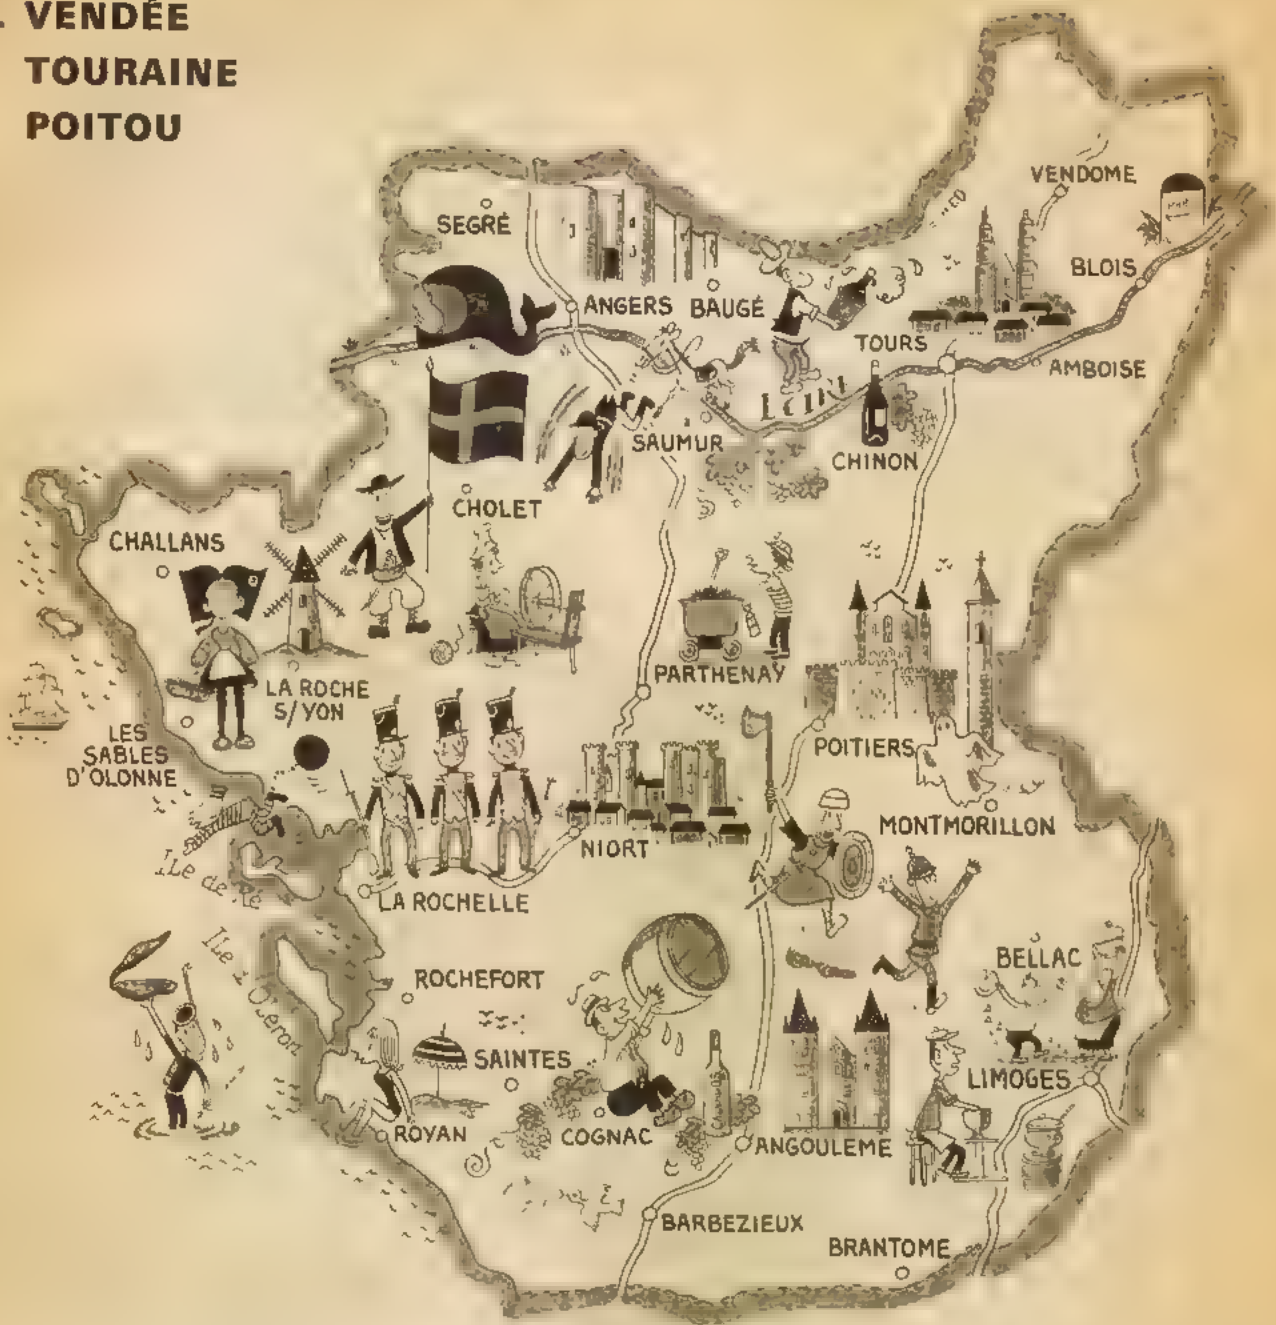 . VENDÉE
TOURAINE
POITOU
VENDOME
SEGRÉ
BLOIS
ANGERS
BAUGÉ
TOURS
AMBOISE
LOIRE
SAUMUR
CHINON
CHOLET
CHALLANS
PARTHENAY
LA ROCHE
S/YON
LES
SABLES
D'OLONNE
POITIERS
MONTMORILLON
NIORT
ILe de Ré
LA ROCHELLE
ILe d'Oleron
BELLAC
ROCHEFORT
SAINTES
LIMOGES
COGNAC
ROYAN
ANGOULEME
BARBEZIEUX
BRANTOME